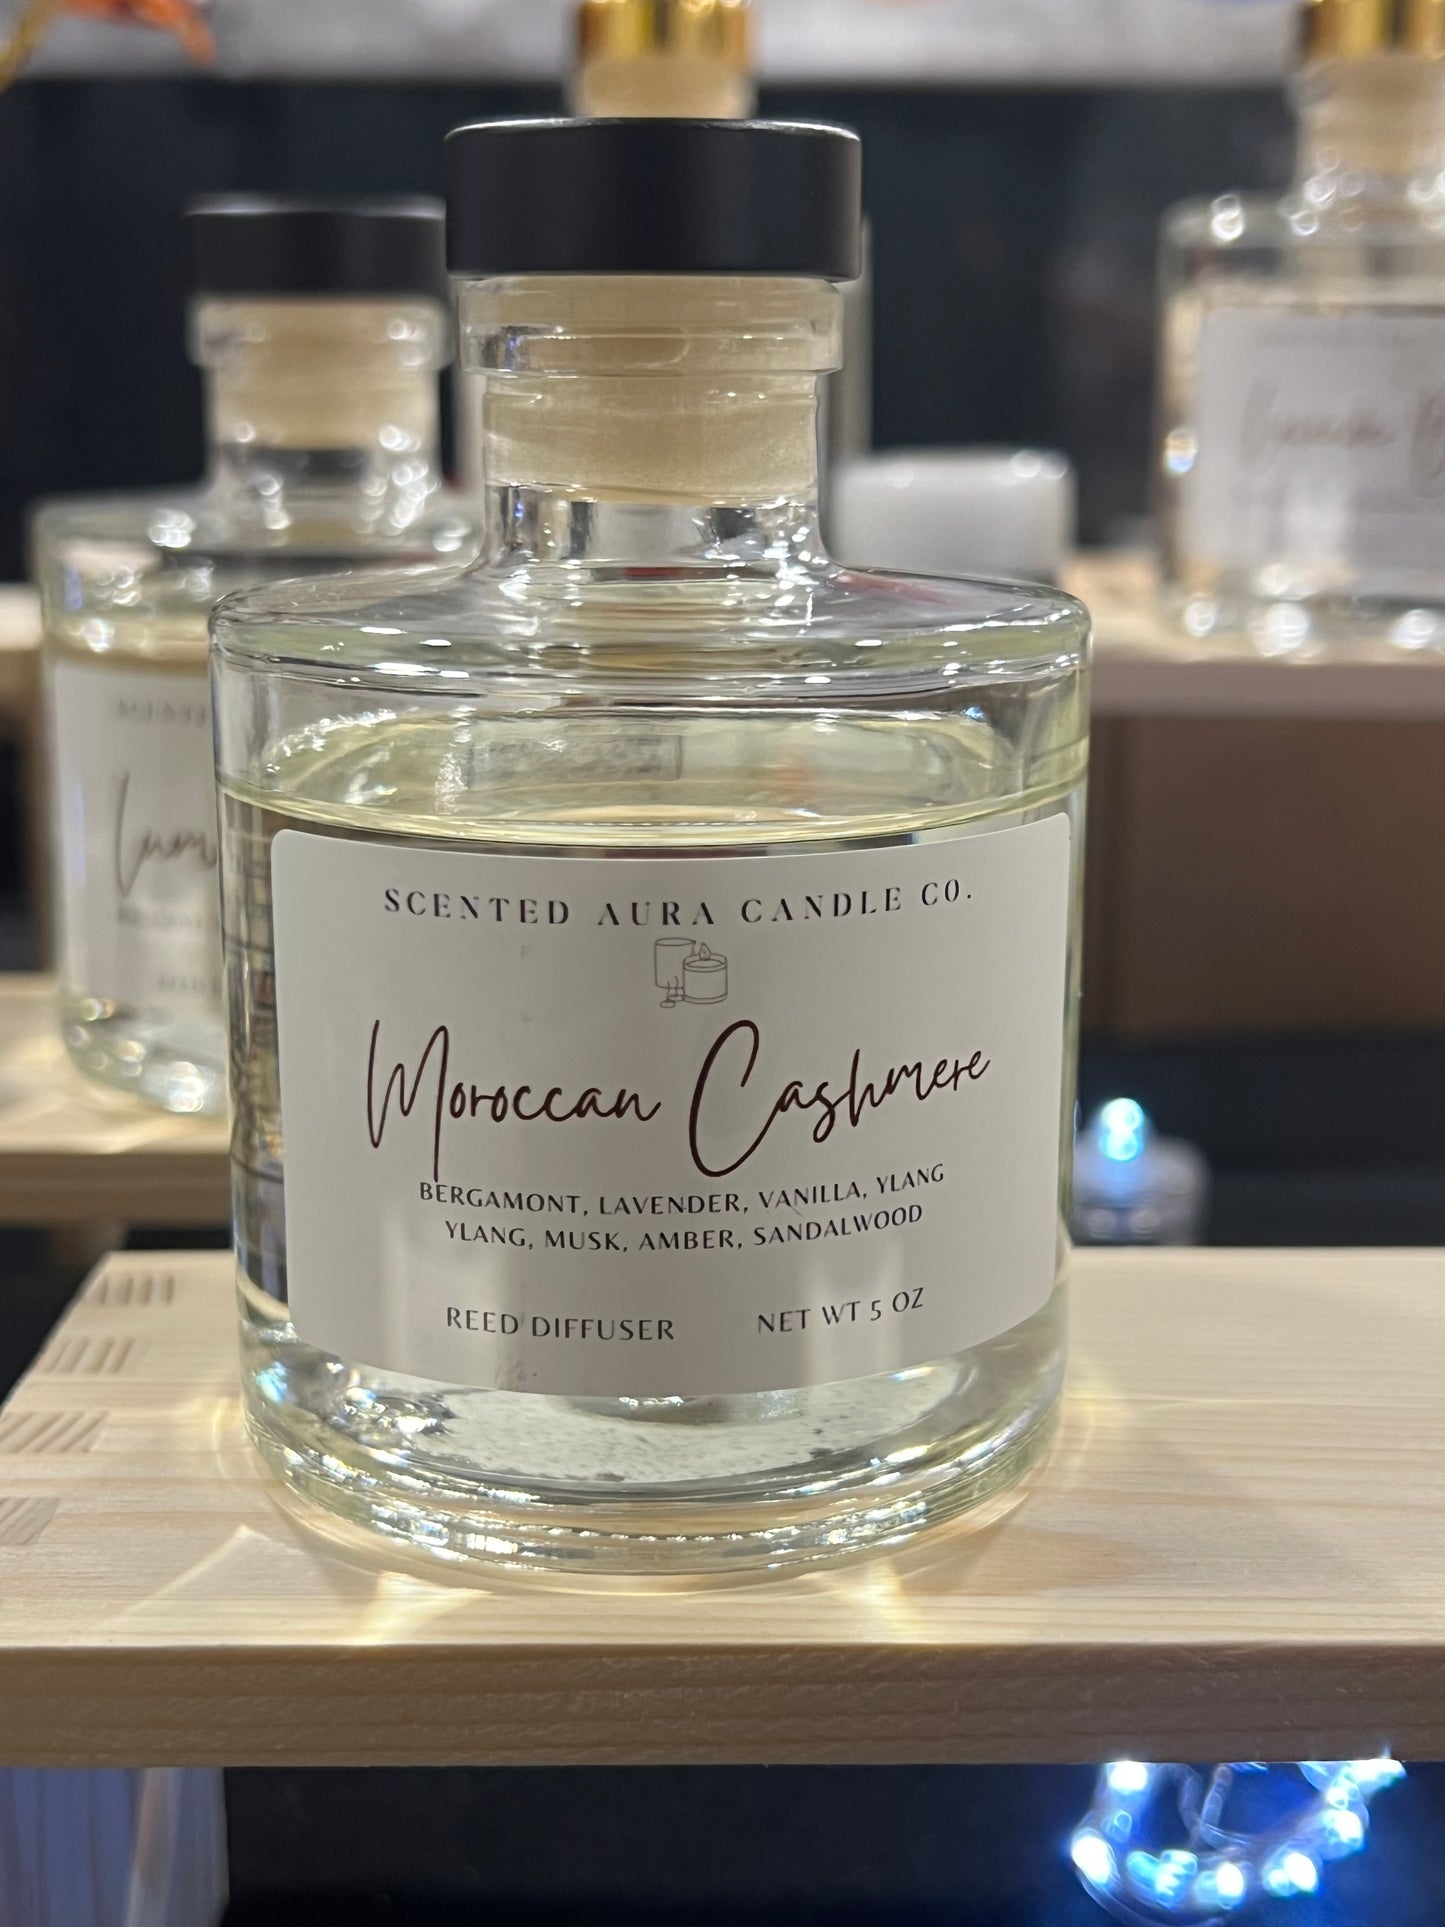 SCENTED AURA CANDLE CO.
Moroccan Cashmere
BERGAMONT, LAVENDER, VANILLA, YLANG
YLANG, MUSK, AMBER, SANDALWOOD
REED DIFFUSER NET WT 5 OZ